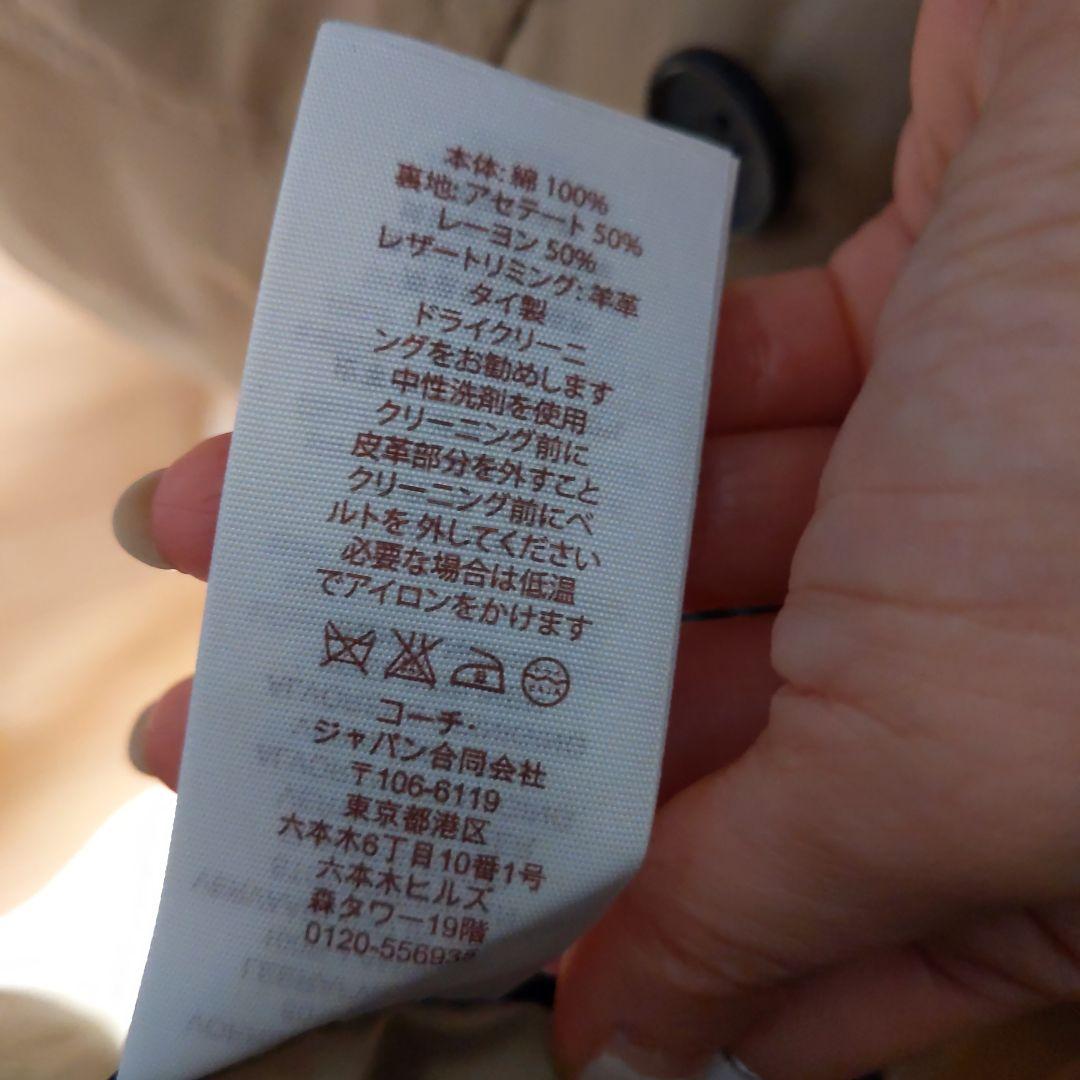 本体: 綿 100%
裏地: アセテート 50%
レーヨン 50%
レザートリミング: 羊革
タイ製
ドライクリーニ
ングをお勧めします
中性洗剤を使用
クリーニング前に
皮革部分を外すこと
クリーニング前にベ
ルトを 外してください
必要な場合は低温
でアイロンをかけます
コーチ・
ジャパン合同会社
〒106-6119
東京都港区
六本木6丁目10番1号
六本木ヒルズ
森タワー19階